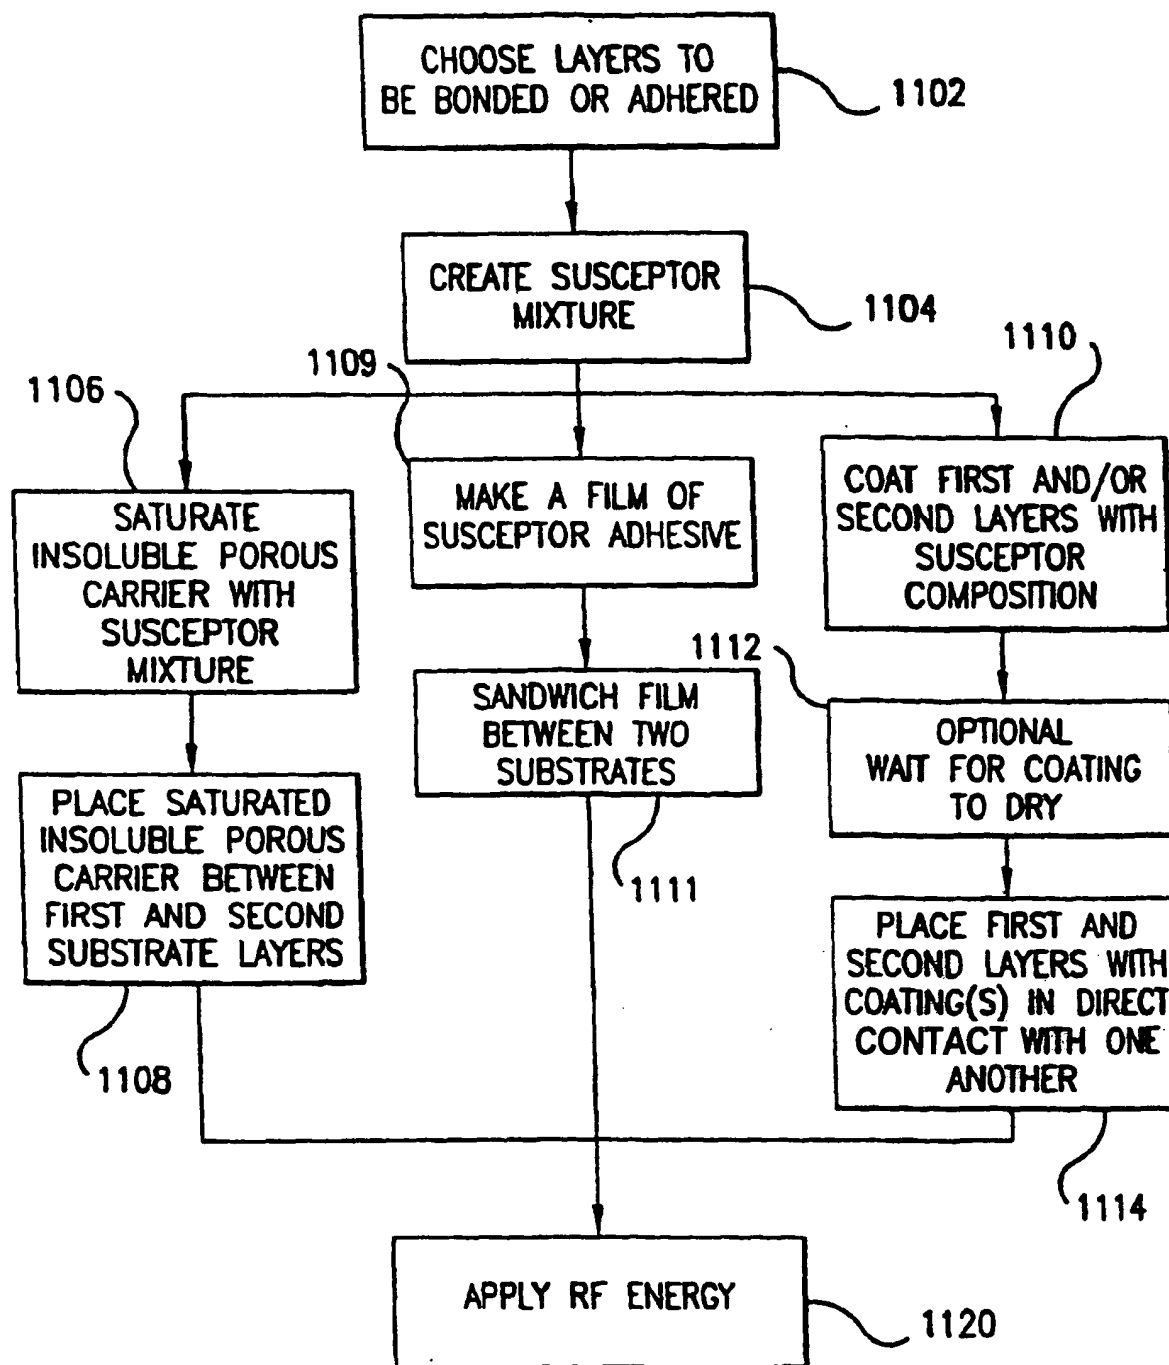 CHOOSE LAYERS TO
BE BONDED OR ADHERED
1102
CREATE SUSCEPTOR
MIXTURE
1104
1106
SATURATE
INSOLUBLE POROUS
CARRIER WITH
SUSCEPTOR
MIXTURE
PLACE SATURATED
INSOLUBLE POROUS
CARRIER BETWEEN
FIRST AND SECOND
SUBSTRATE LAYERS
1108
1109
MAKE A FILM OF
SUSCEPTOR ADHESIVE
SANDWICH FILM
BETWEEN TWO
SUBSTRATES
1111
1110
COAT FIRST AND/OR
SECOND LAYERS WITH
SUSCEPTOR
COMPOSITION
1112
OPTIONAL
WAIT FOR COATING
TO DRY
PLACE FIRST AND
SECOND LAYERS WITH
COATING(S) IN DIRECT
CONTACT WITH ONE
ANOTHER
1114
APPLY RF ENERGY
1120